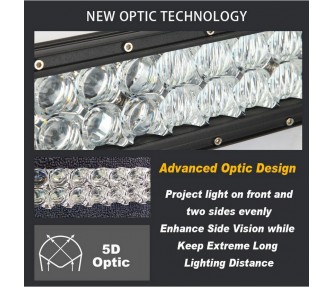 NEW OPTIC TECHNOLOGY
Advanced Optic Design
Project light on front and
two sides evenly
Enhance Side Vision while
Keep Extreme Long
Lighting Distance
5D
Optic